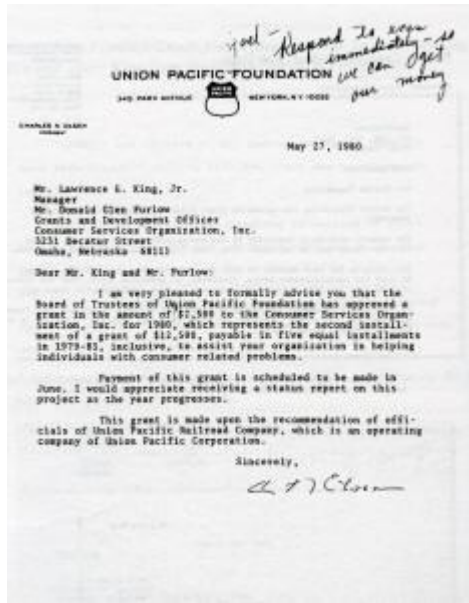 Respond to
immediately - so
we can get
our money
UNION PACIFIC FOUNDATION
UNION
PACIFIC
345 PARK AVENUE
NEW YORK, N Y 10022
CHARLES N. OLSEN
May 27, 1980
Mr. Lawrence E. King, Jr.
Manager
Mr. Donald Glen Furlow
Grants and Development Officer
Consumer Services Organization, Inc.
3231 Decatur Street
Omaha, Nebraska 68111
Dear Mr. King and Mr. Furlow:
I am very pleased to formally advise you that the
Board of Trustees of Union Pacific Foundation has approved a
grant in the amount of $2,500 to the Consumer Services Organ-
ization, Inc. for 1980, which represents the second install-
ment of a grant of $12,500, payable in five equal installments
in 1979-83, inclusive, to assist your organization in helping
individuals with consumer related problems.
Payment of this grant is scheduled to be made in
June. I would appreciate receiving a status report on this
project as the year progresses.
This grant is made upon the recommendation of offi-
cials of Union Pacific Railroad Company, which is an operating
company of Union Pacific Corporation.
Sincerely,